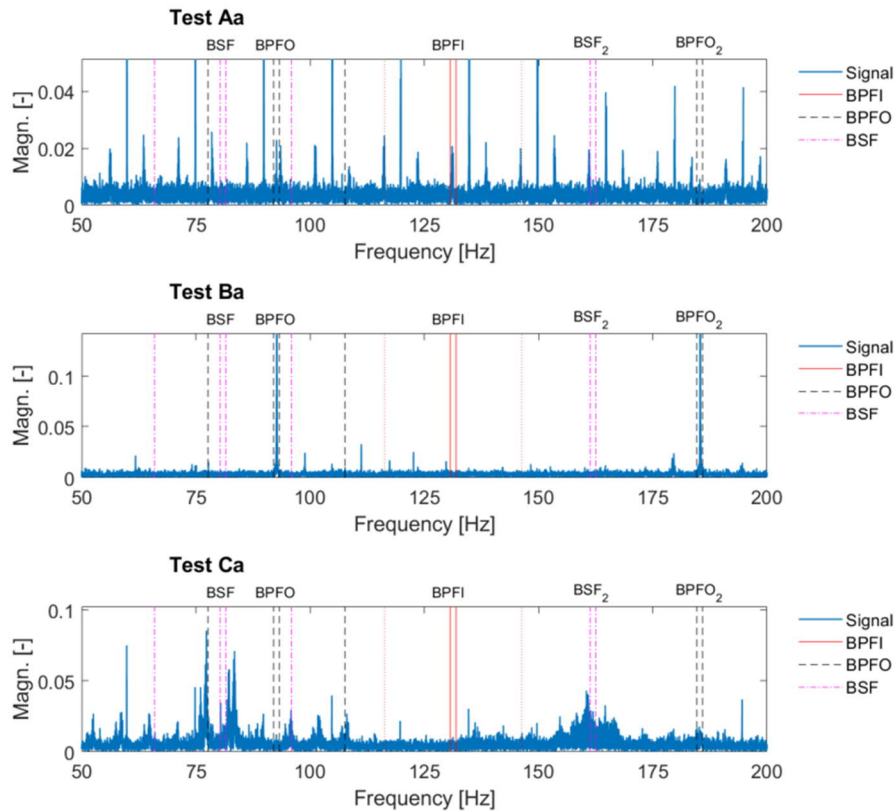 Test Aa
BSF BPFO BPFI BSF₂ BPFO₂
Magn. [-]
0.04
0.02
0
50 75 100 125 150 175 200
Frequency [Hz]
Signal
BPFI
BPFO
BSF
Test Ba
BSF BPFO BPFI BSF₂ BPFO₂
Magn. [-]
0.1
0.05
0
50 75 100 125 150 175 200
Frequency [Hz]
Signal
BPFI
BPFO
BSF
Test Ca
BSF BPFO BPFI BSF₂ BPFO₂
Magn. [-]
0.1
0.05
0
50 75 100 125 150 175 200
Frequency [Hz]
Signal
BPFI
BPFO
BSF